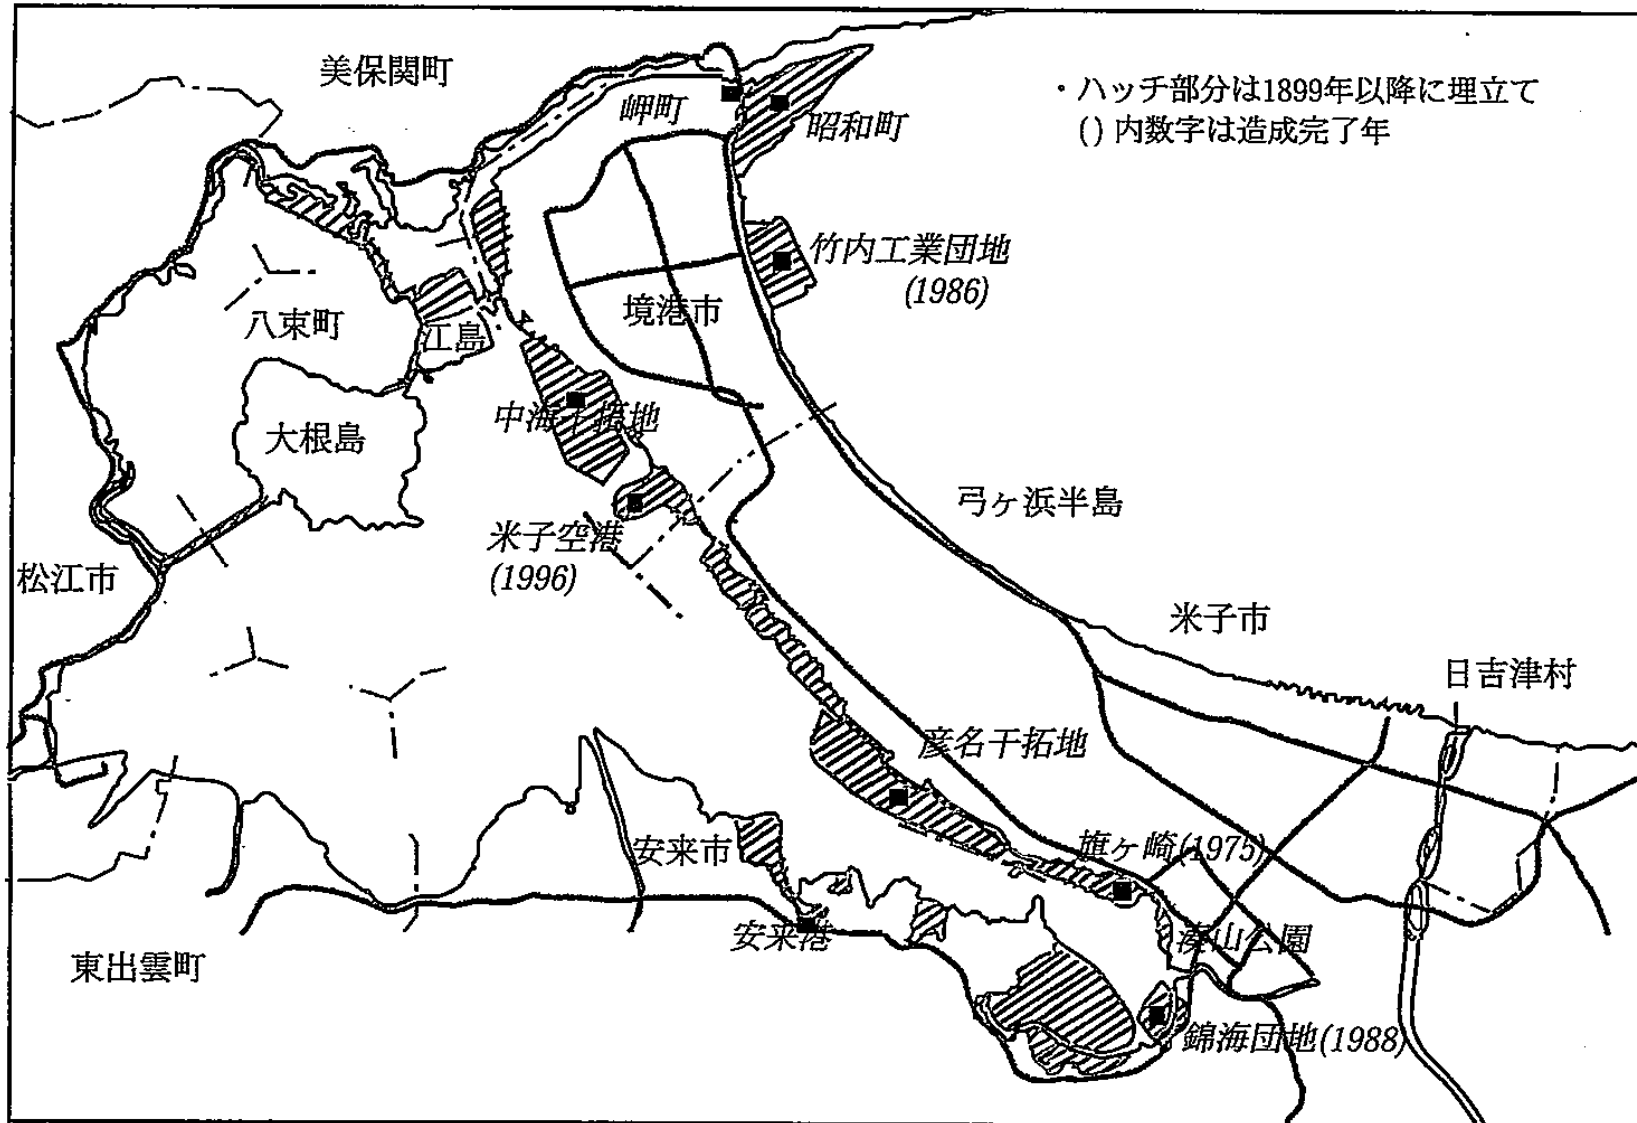 美保関町
岬町
昭和町
・ハッチ部分は1899年以降に埋立て
()内数字は造成完了年
竹内工業団地
(1986)
八束町
江島
境港市
中海干拓地
大根島
弓ヶ浜半島
米子空港
(1996)
松江市
米子市
日吉津村
彦名干拓地
安来市
旗ヶ崎(1975)
安来港
湊山公園
東出雲町
錦海団地(1988)